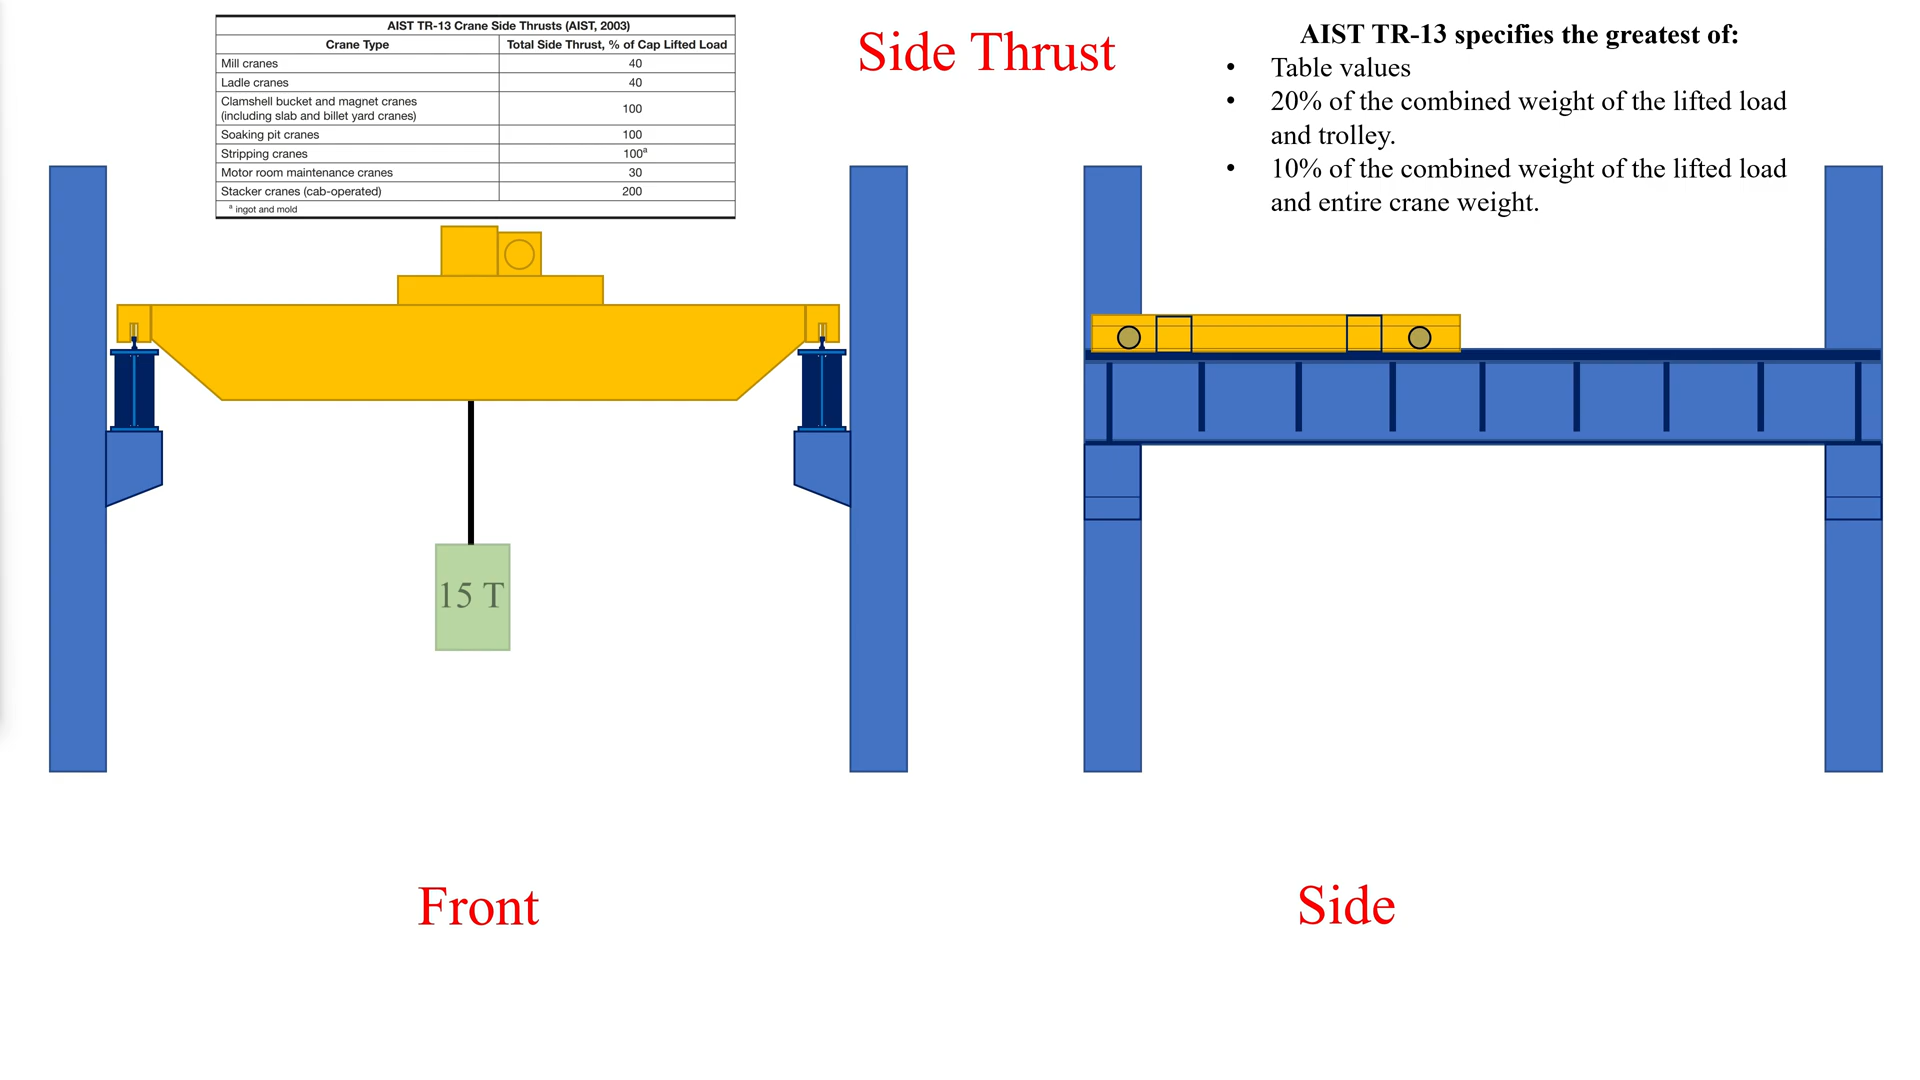 AIST TR-13 Crane Side Thrusts (AIST, 2003)
Crane Type Total Side Thrust, % of Cap Lifted Load
Mill cranes 40
Ladle cranes 40
Clamshell bucket and magnet cranes
(including slab and billet yard cranes) 100
Soaking pit cranes 100
Stripping cranes 100ª
Motor room maintenance cranes 30
Stacker cranes (cab-operated) 200
ª ingot and mold
Side Thrust
AIST TR-13 specifies the greatest of:
• Table values
• 20% of the combined weight of the lifted load
and trolley.
• 10% of the combined weight of the lifted load
and entire crane weight.
15 T
Front
Side